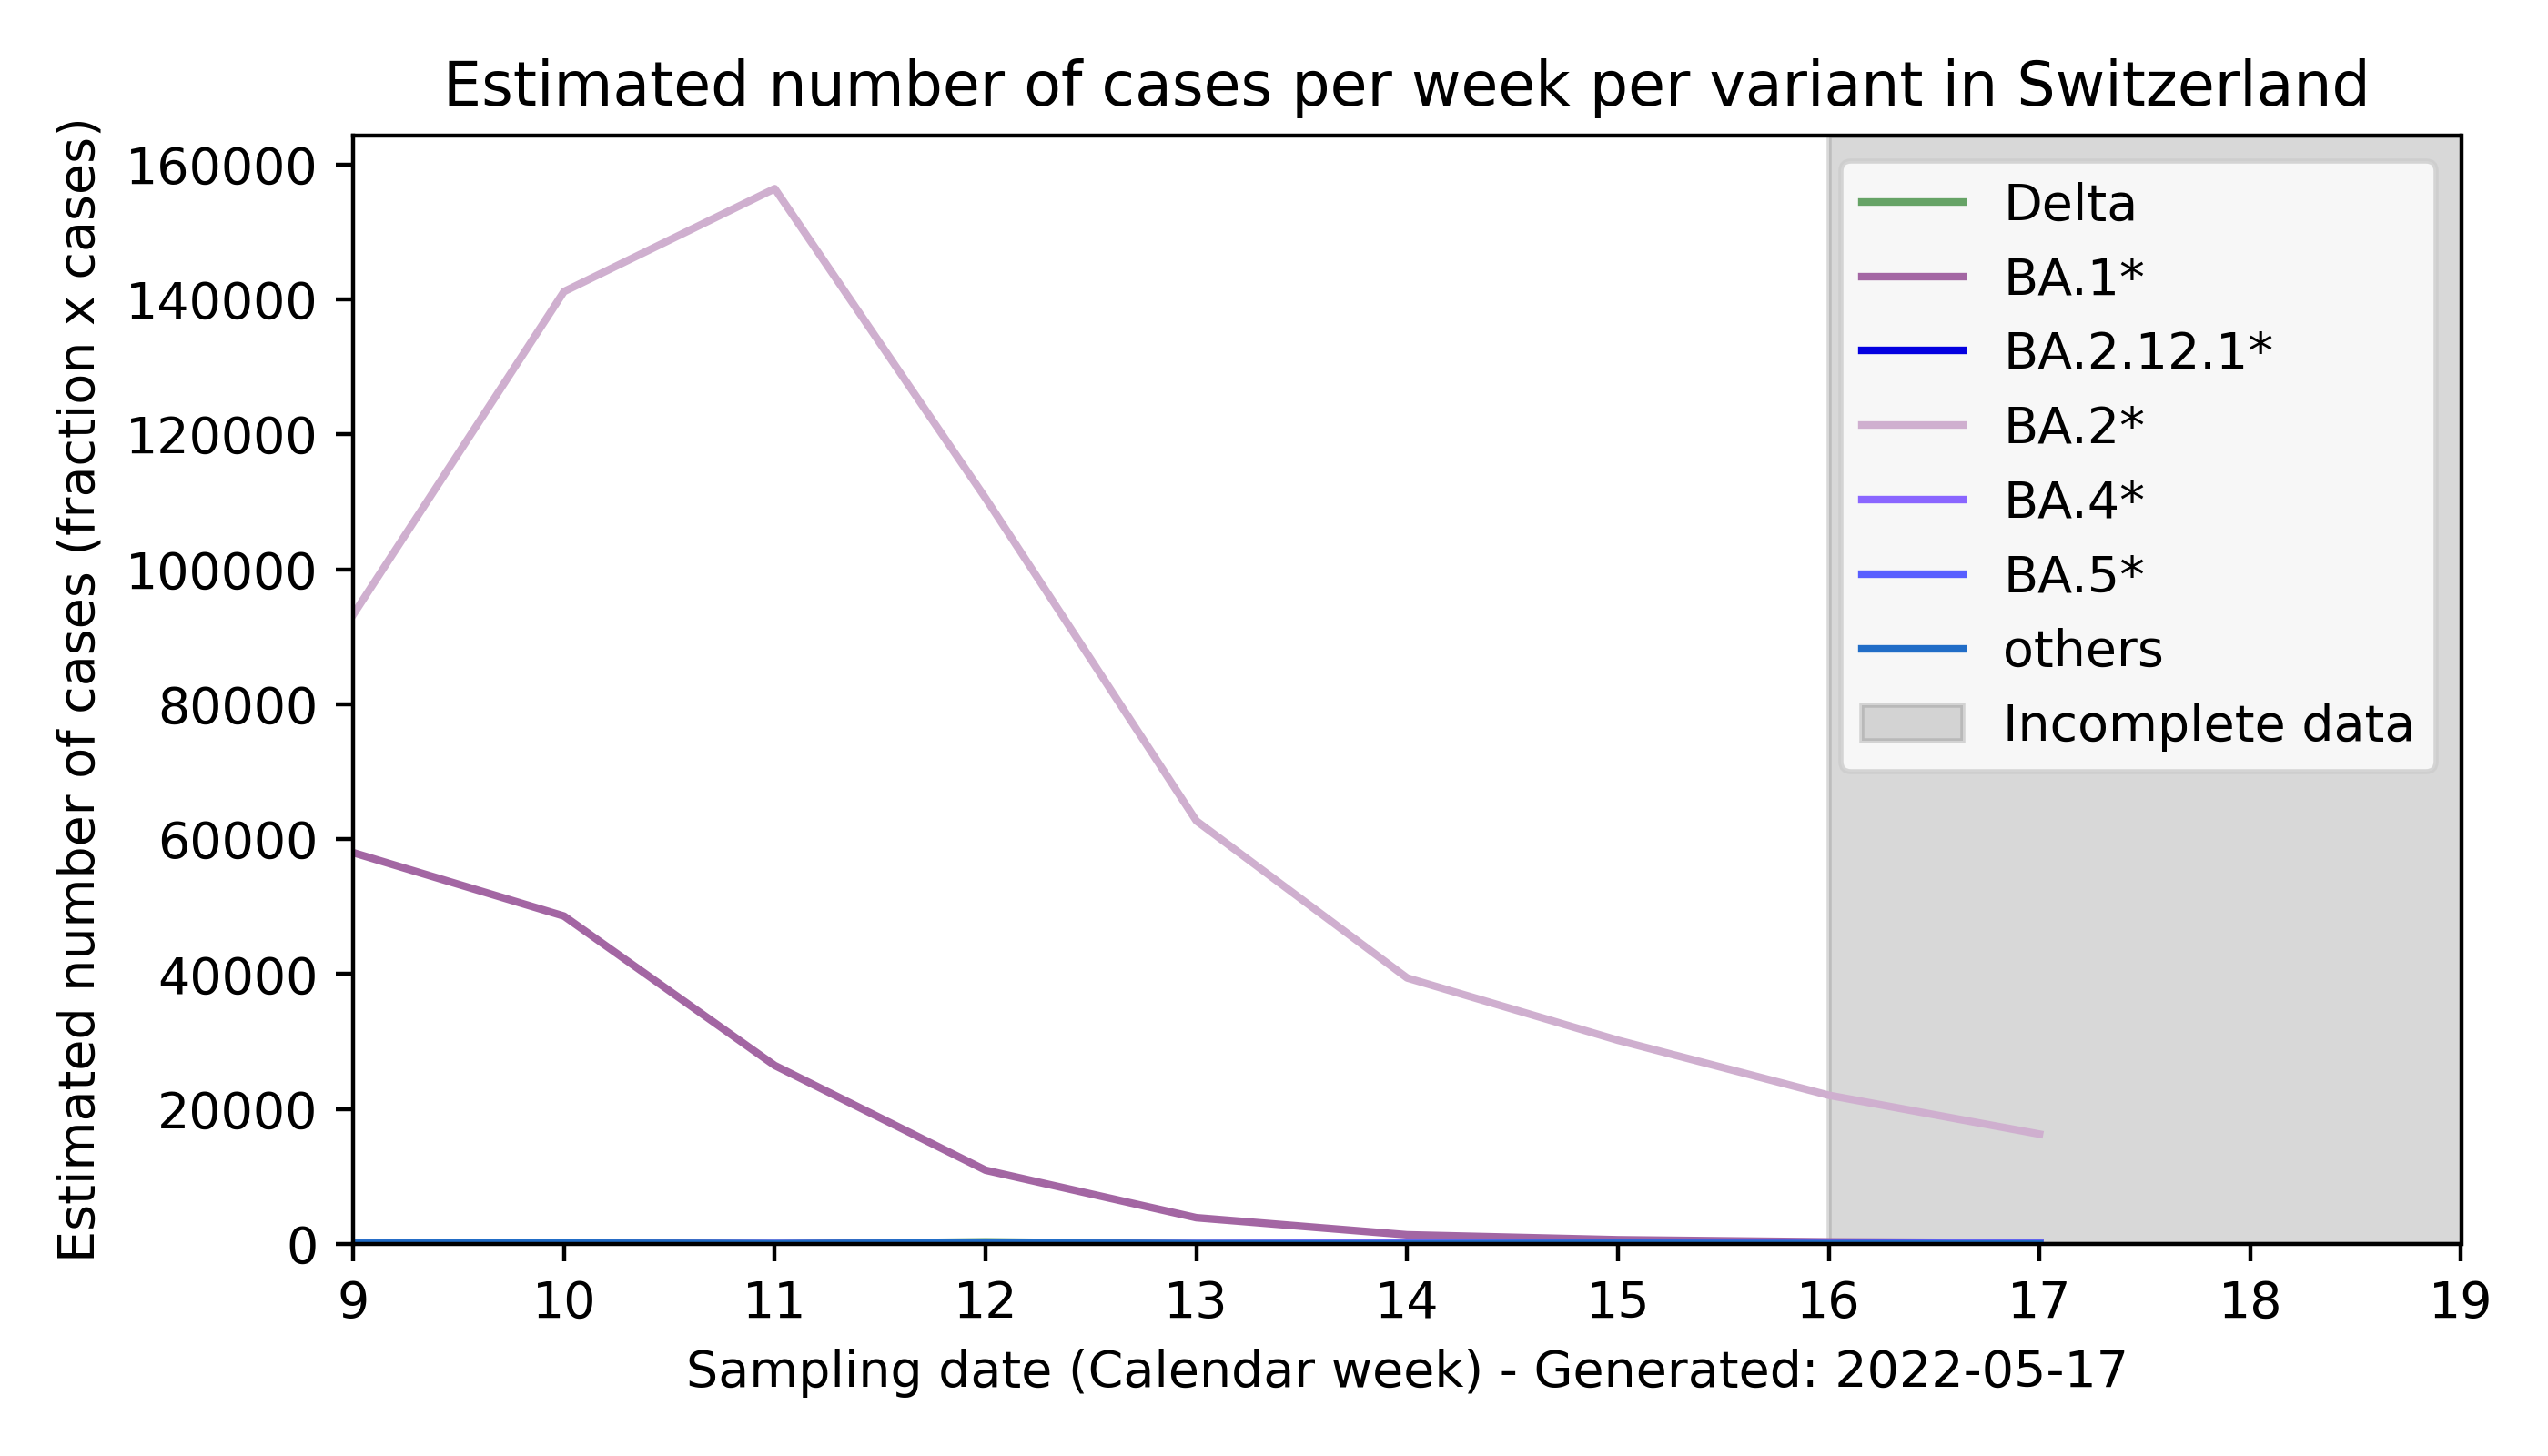 Estimated number of cases per week per variant in Switzerland
Estimated number of cases (fraction x cases)
160000
140000
120000
100000
80000
60000
40000
20000
0
Delta
BA.1*
BA.2.12.1*
BA.2*
BA.4*
BA.5*
others
Incomplete data
9 10 11 12 13 14 15 16 17 18 19
Sampling date (Calendar week) - Generated: 2022-05-17